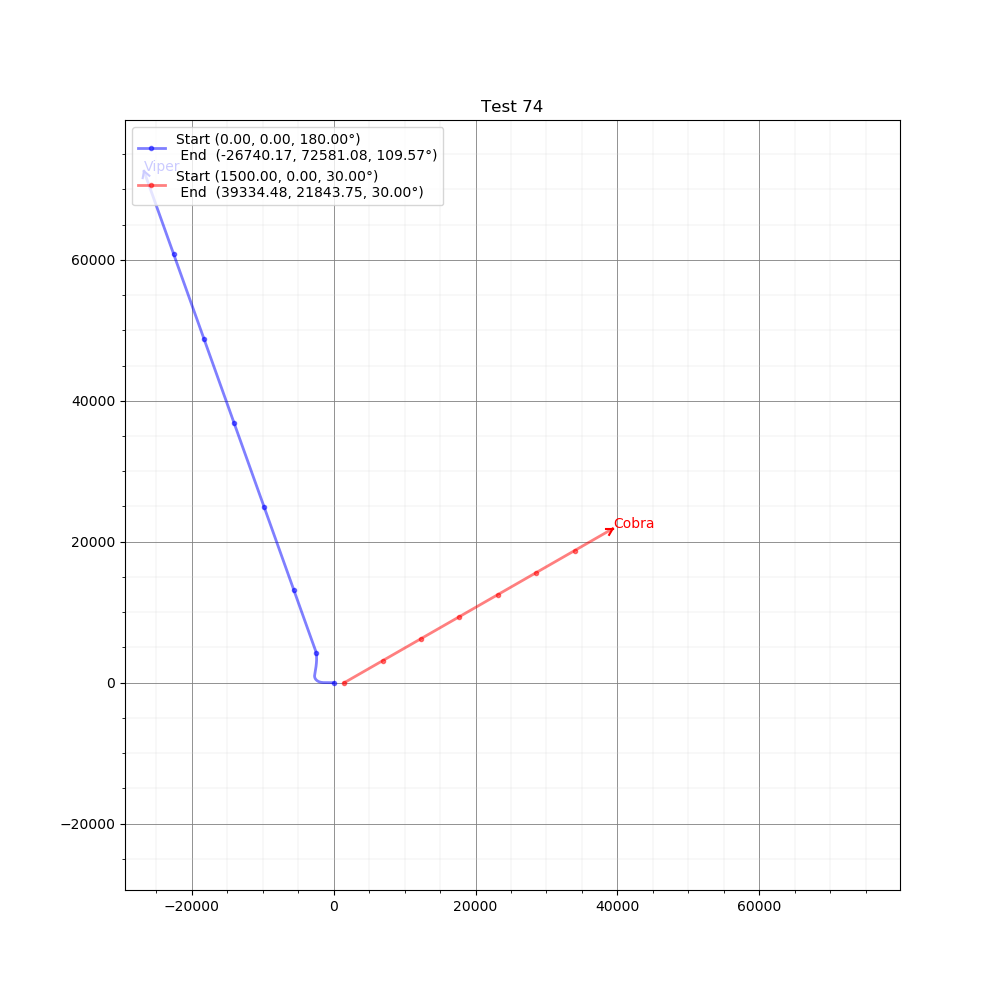 Test 74
Start (0.00, 0.00, 180.00°)
End  (-26740.17, 72581.08, 109.57°)
Start (1500.00, 0.00, 30.00°)
End  (39334.48, 21843.75, 30.00°)
Viper
Cobra
60000
40000
20000
0
−20000
−20000
0
20000
40000
60000